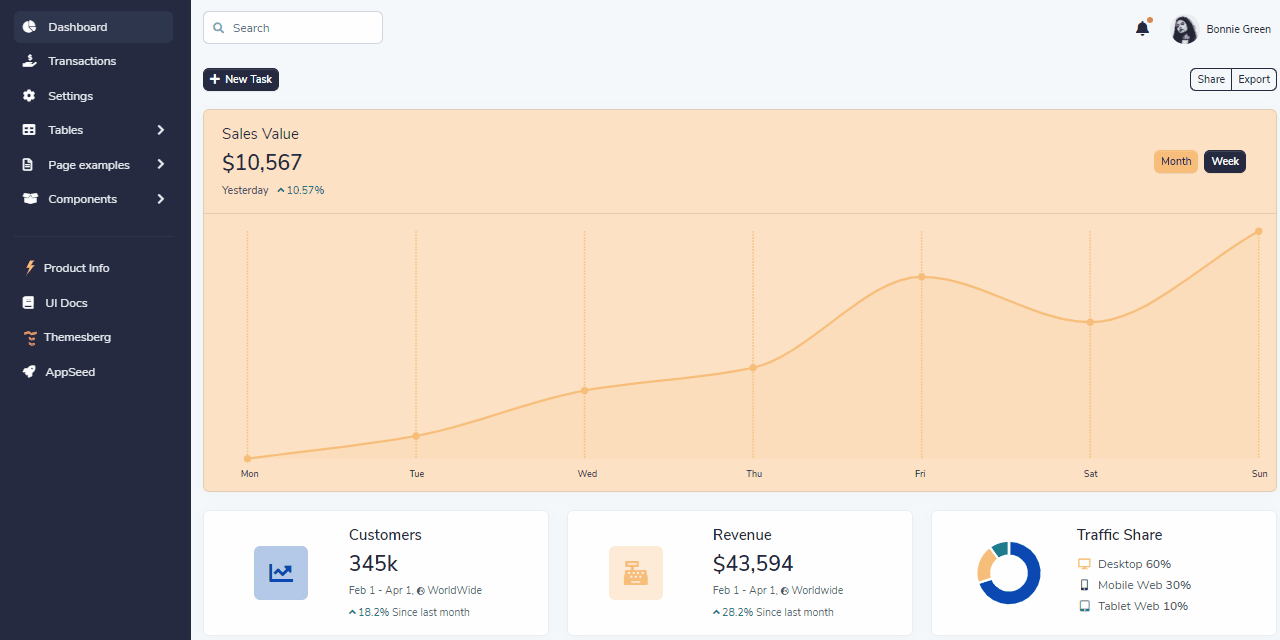 Dashboard
Transactions
Settings
Tables
Page examples
Components
Product Info
UI Docs
Themesberg
AppSeed
Search
Bonnie Green
New Task
Share Export
Sales Value
$10,567
Yesterday 10.57%
Month Week
Mon Tue Wed Thu Fri Sat Sun
Customers
345k
Feb 1 - Apr 1, WorldWide
18.2% Since last month
Revenue
$43,594
Feb 1 - Apr 1, Worldwide
28.2% Since last month
Traffic Share
Desktop 60%
Mobile Web 30%
Tablet Web 10%